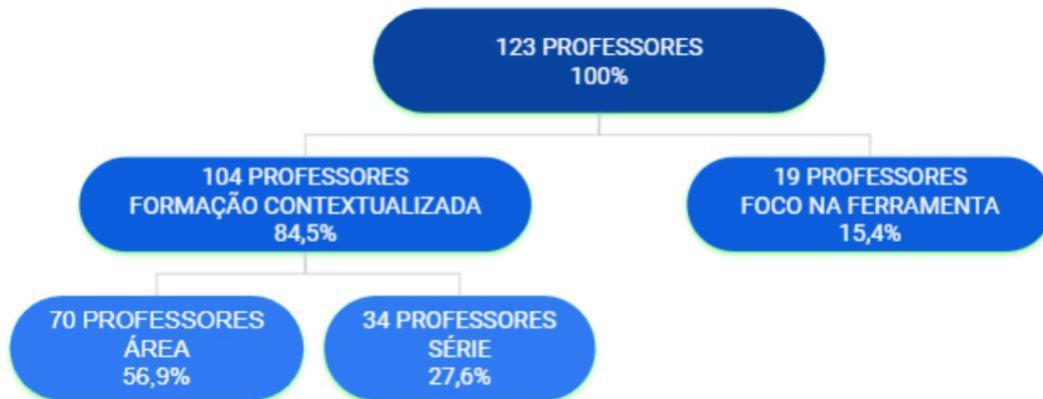 123 PROFESSORES
100%
104 PROFESSORES
FORMAÇÃO CONTEXTUALIZADA
84,5%
19 PROFESSORES
FOCO NA FERRAMENTA
15,4%
70 PROFESSORES
ÁREA
56,9%
34 PROFESSORES
SÉRIE
27,6%